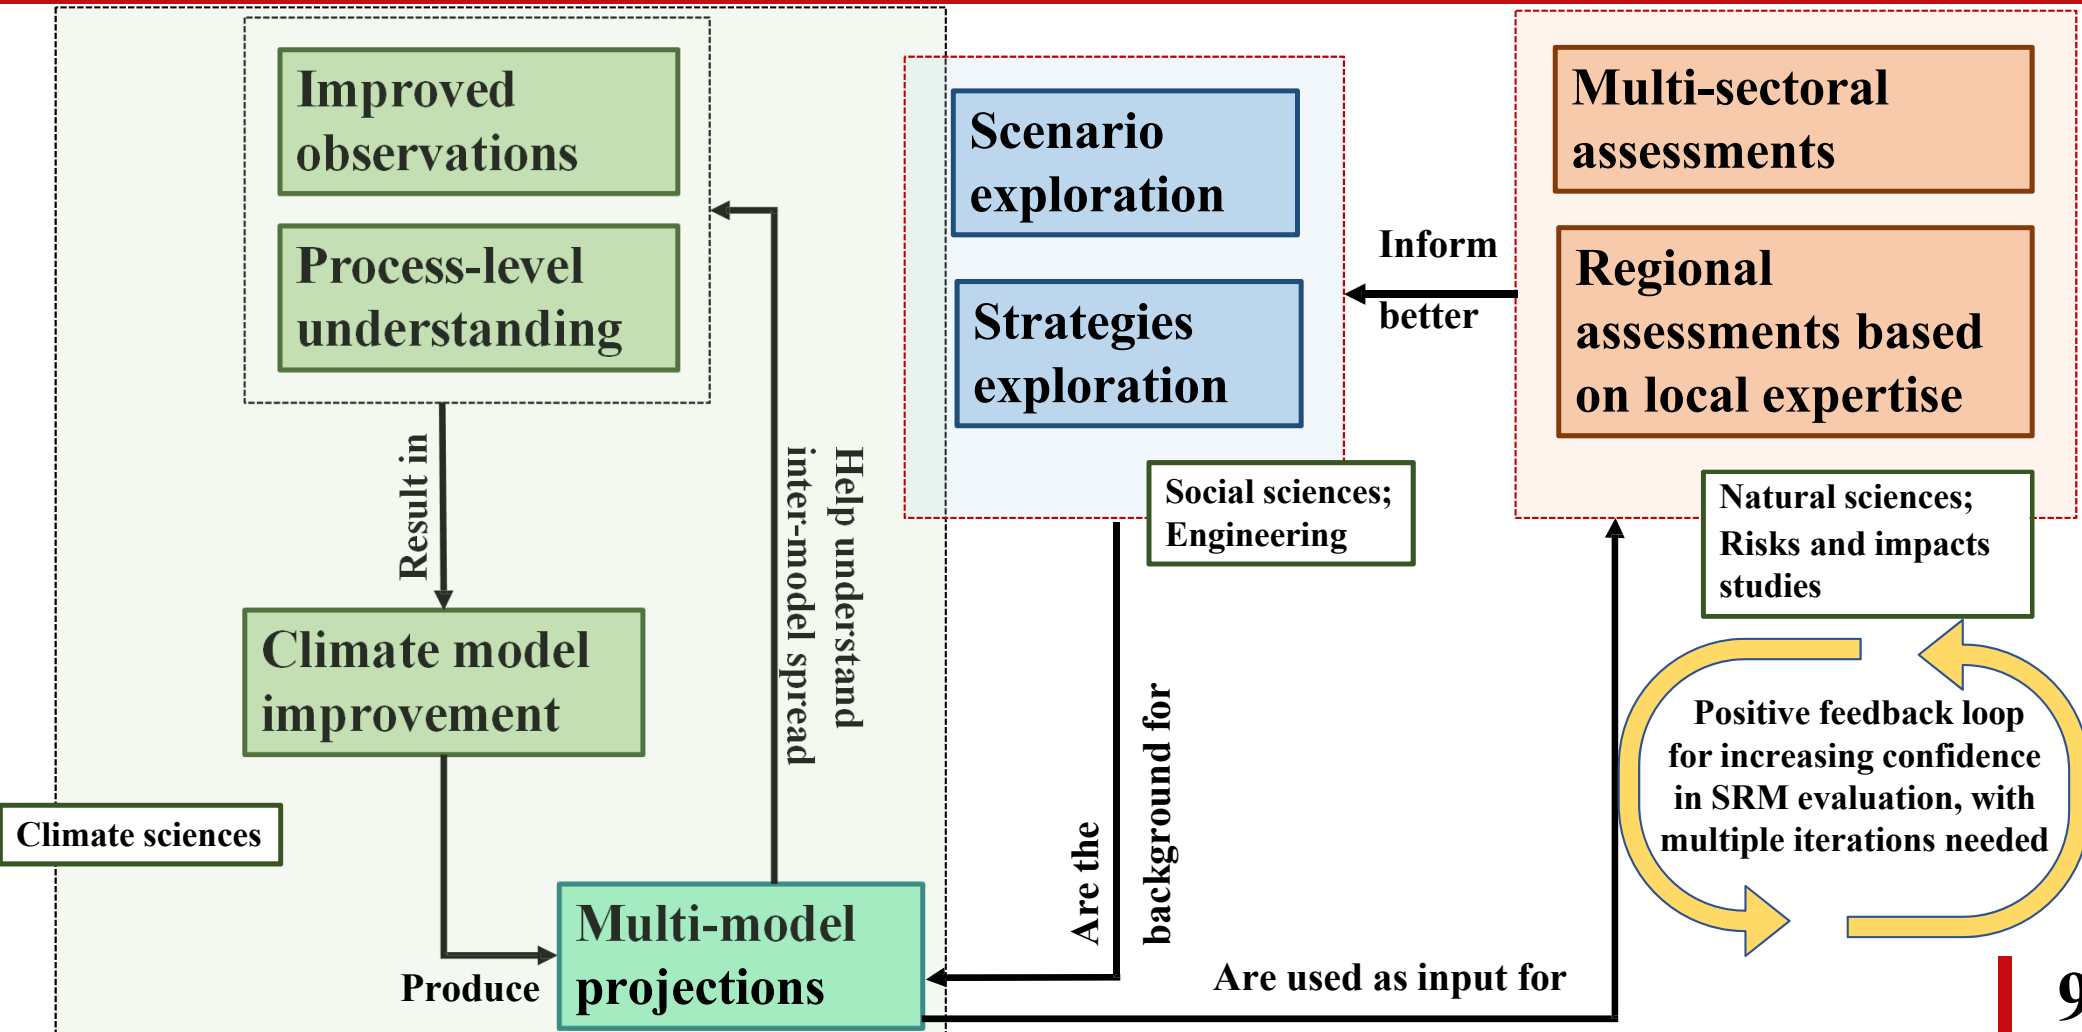 Improved
observations
Process-level
understanding
Result in
Help understand
inter-model spread
Climate model
improvement
Climate sciences
Produce
Multi-model
projections
Scenario
exploration
Strategies
exploration
Social sciences;
Engineering
Are the
background for
Inform
better
Multi-sectoral
assessments
Regional
assessments based
on local expertise
Natural sciences;
Risks and impacts
studies
Are used as input for
Positive feedback loop
for increasing confidence
in SRM evaluation, with
multiple iterations needed
9